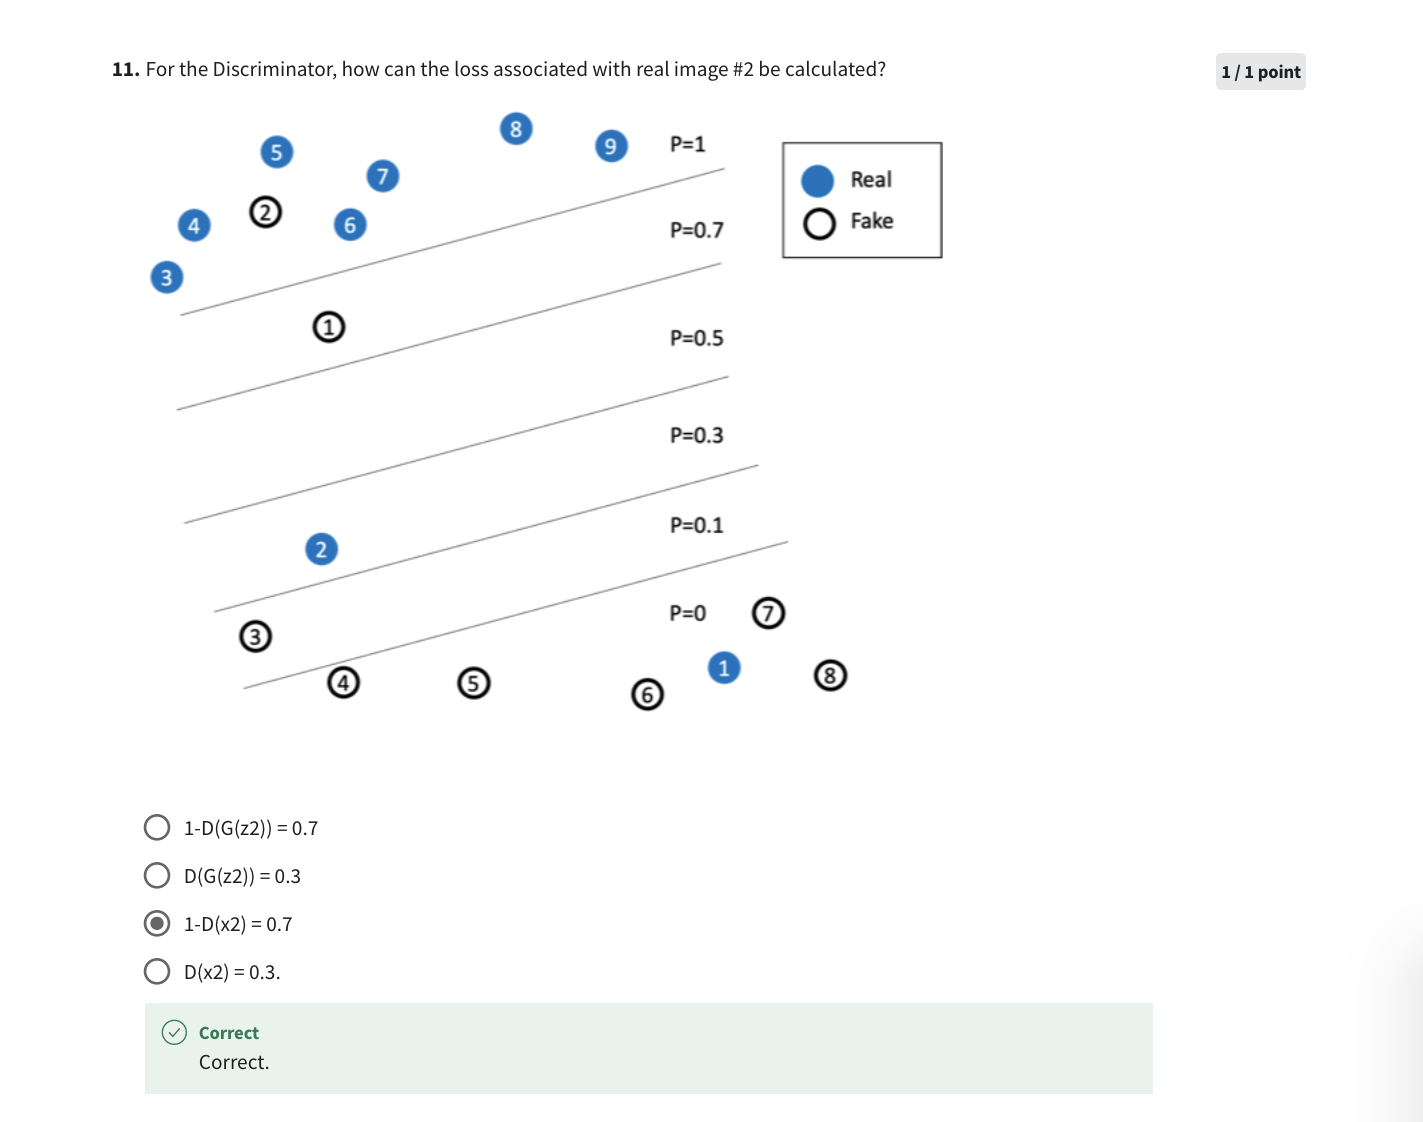 11. For the Discriminator, how can the loss associated with real image #2 be calculated?
1 / 1 point
8
9
P=1
5
7
Real
2
4
6
Fake
P=0.7
3
1
P=0.5
P=0.3
P=0.1
2
P=0
7
3
1
8
4
5
6
1-D(G(z2)) = 0.7
D(G(z2)) = 0.3
1-D(x2) = 0.7
D(x2) = 0.3.
Correct
Correct.